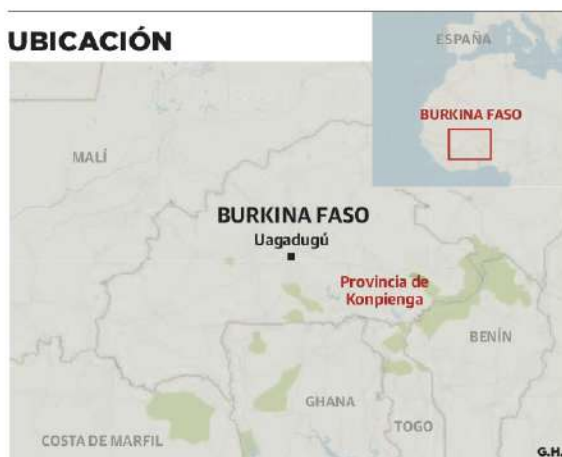 UBICACIÓN
ESPAÑA
BURKINA FASO
MALÍ
BURKINA FASO
Uagadugú
Provincia de
Konpienga
BENÍN
GHANA
TOGO
COSTA DE MARFIL
G.H.